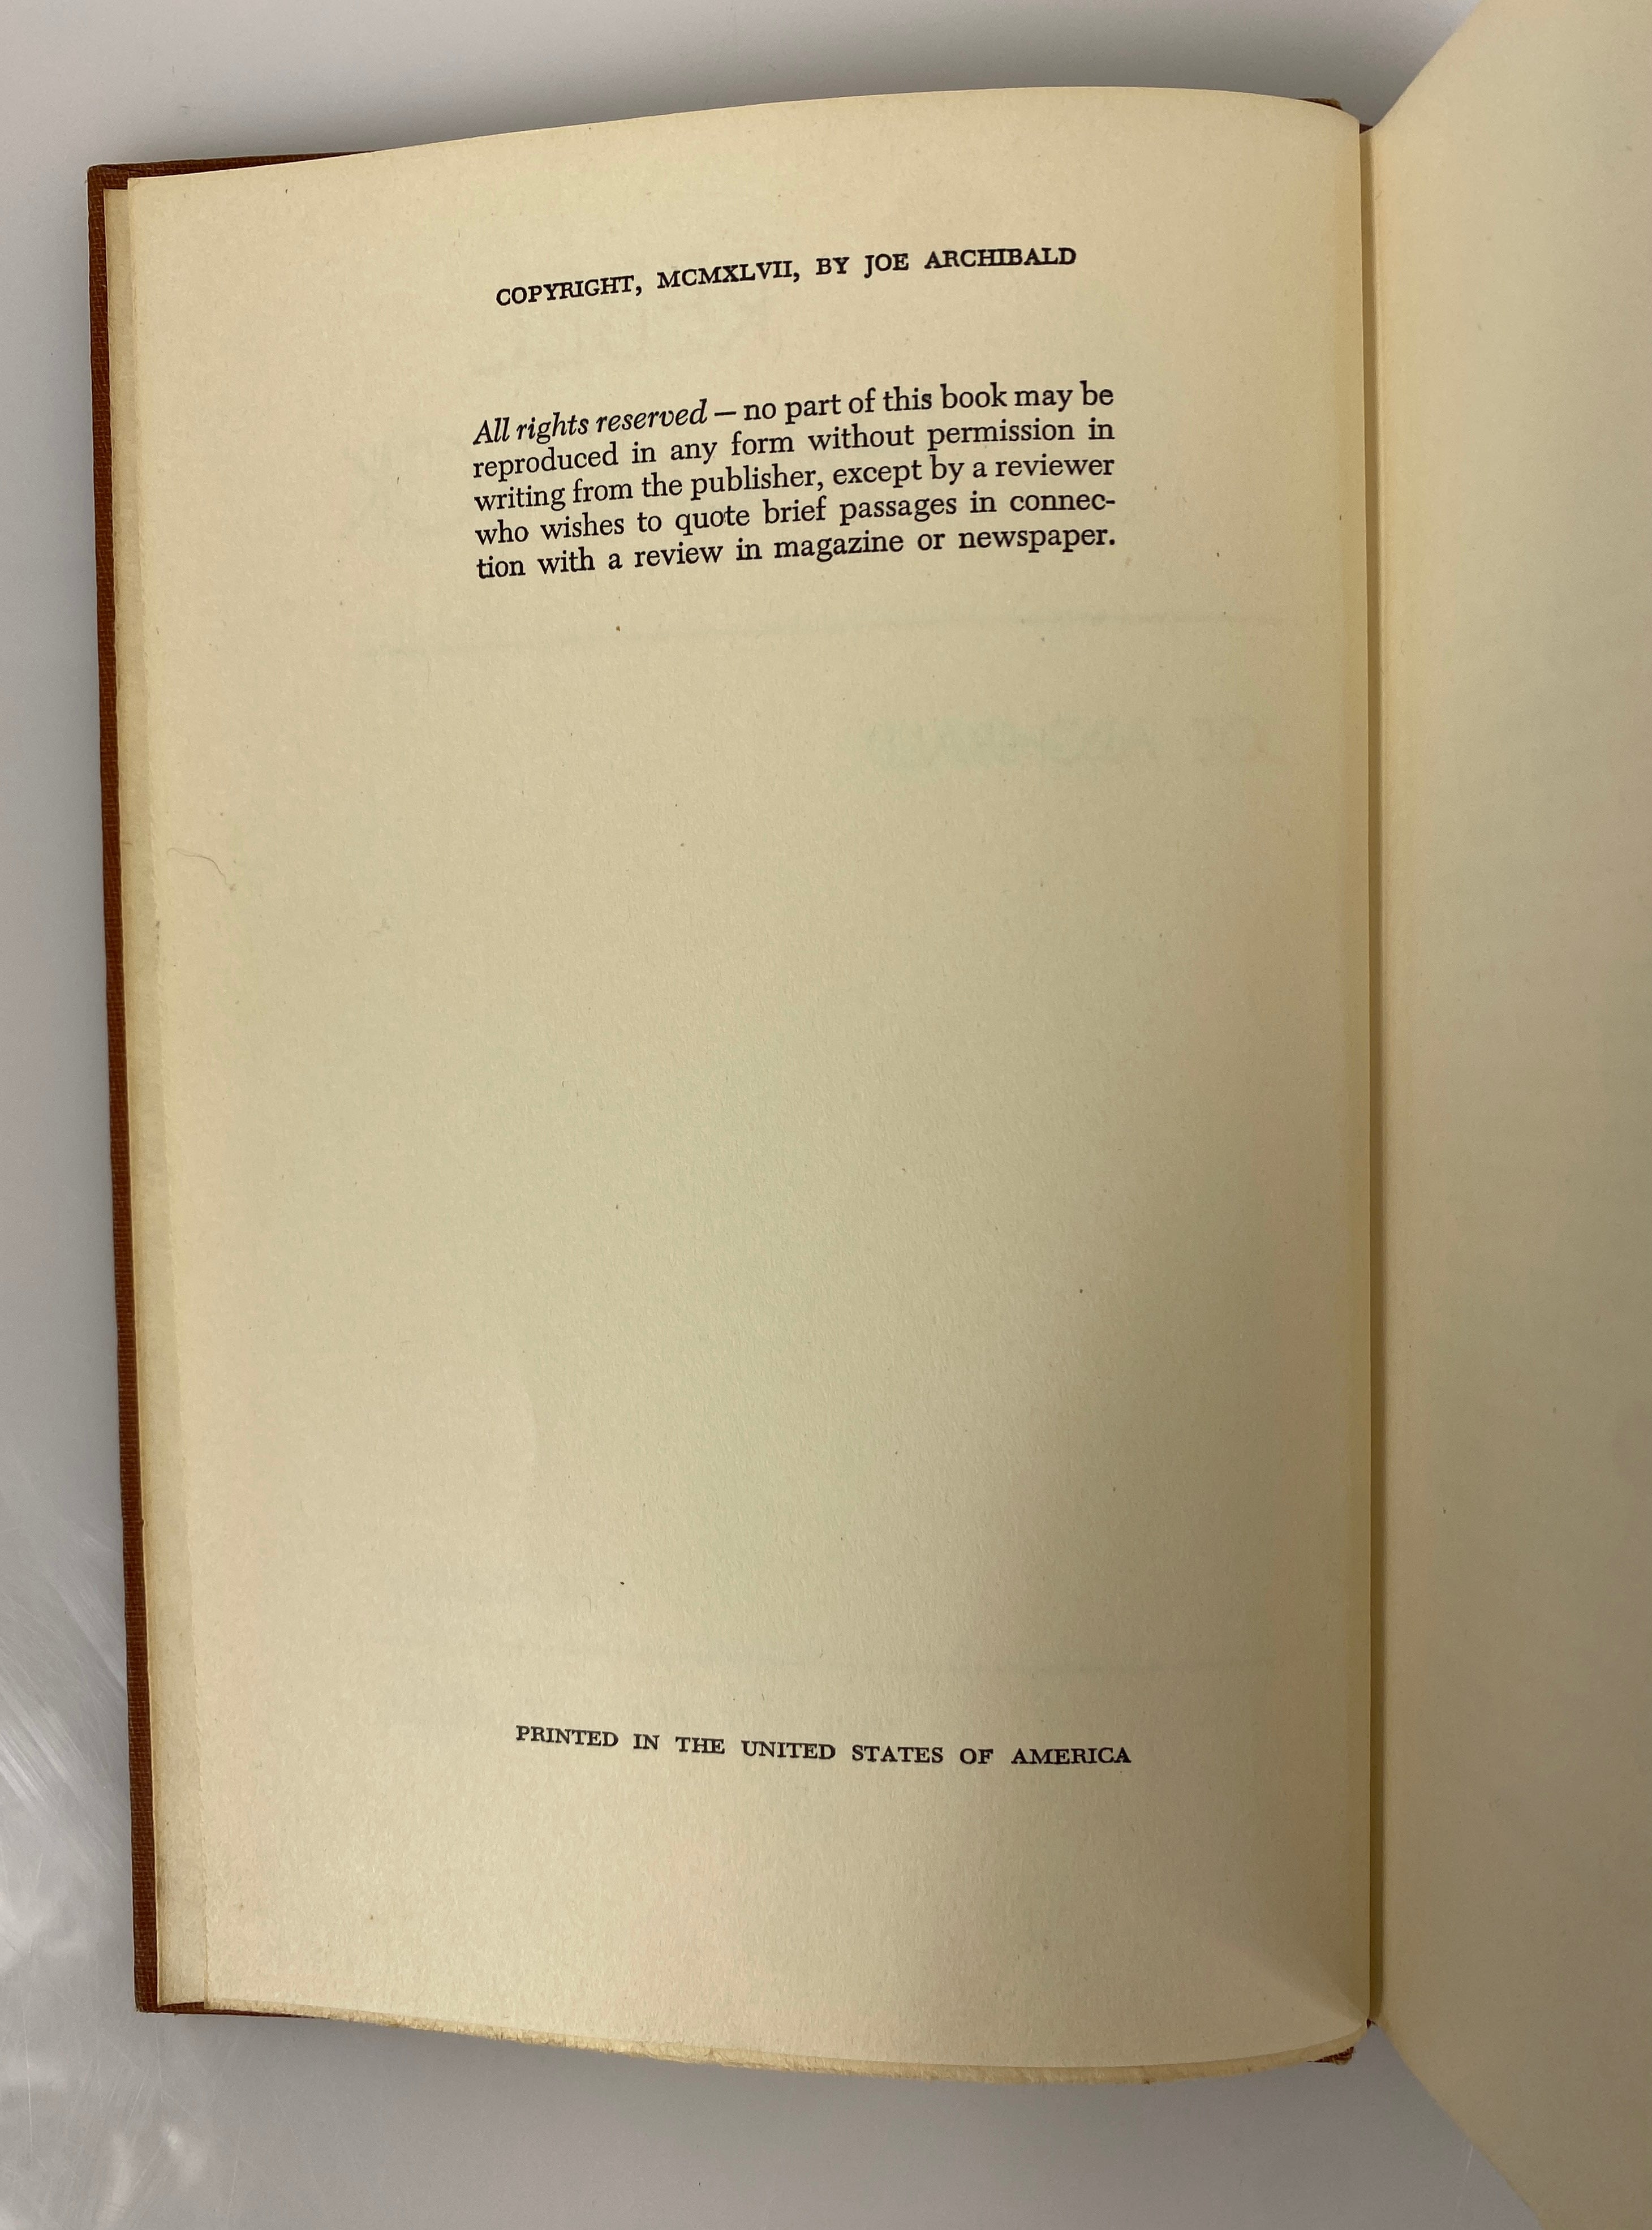 COPYRIGHT, MCMXLVII, BY JOE ARCHIBALD
All rights reserved — no part of this book may be
reproduced in any form without permission in
writing from the publisher, except by a reviewer
who wishes to quote brief passages in connec-
tion with a review in magazine or newspaper.
PRINTED IN THE UNITED STATES OF AMERICA